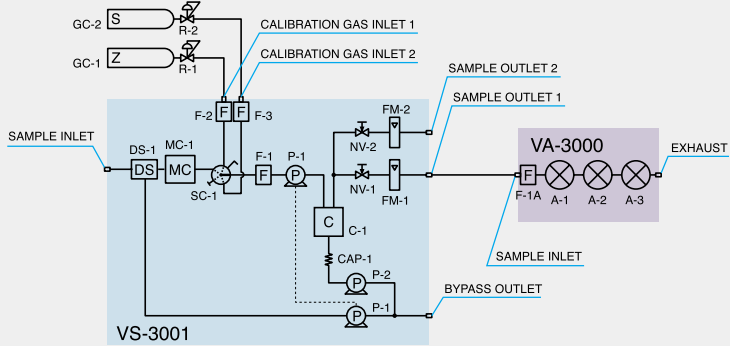 GC-2
S
R-2
CALIBRATION GAS INLET 1
GC-1
Z
R-1
CALIBRATION GAS INLET 2
SAMPLE OUTLET 2
SAMPLE OUTLET 1
F-2
F
F
F-3
FM-2
SAMPLE INLET
DS-1
MC-1
NV-2
VA-3000
EXHAUST
DS
MC
SC-1
F-1
F
P-1
P
NV-1
FM-1
F
F-1A
A-1
A-2
A-3
C
C-1
CAP-1
SAMPLE INLET
P
P-2
BYPASS OUTLET
P
P-1
VS-3001